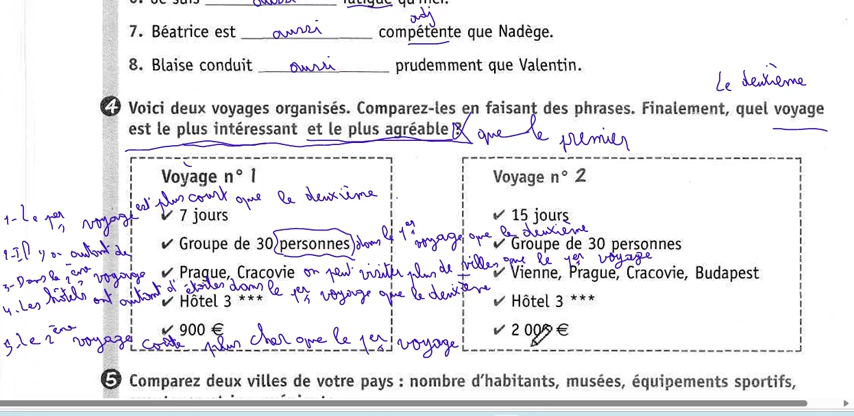 7. Béatrice est aussi compétente que Nadège.
adj
8. Blaise conduit aussi prudemment que Valentin.
Le deuxième
4 Voici deux voyages organisés. Comparez-les en faisant des phrases. Finalement, quel voyage
est le plus intéressant et le plus agréable ? que le premier
Voyage n° 1
1- Le 1er voyage est plus court que le deuxième
✔ 7 jours
✔ Groupe de 30 personnes dans le 1er voyage que le deuxième
1- Il y a autant de
✔ Prague, Cracovie on peut visiter plus de villes que le 1er voyage
3- Dans le 2ème voyage
4. Les hôtels ont autant d'étoiles dans le 1er voyage que le deuxième
✔ Hôtel 3 ***
✔ 900 €
5. Le 2ème voyage coûte plus cher que le 1er voyage
Voyage n° 2
✔ 15 jours
✔ Groupe de 30 personnes
✔ Vienne, Prague, Cracovie, Budapest
✔ Hôtel 3 ***
✔ 2 000 €
5 Comparez deux villes de votre pays : nombre d'habitants, musées, équipements sportifs,